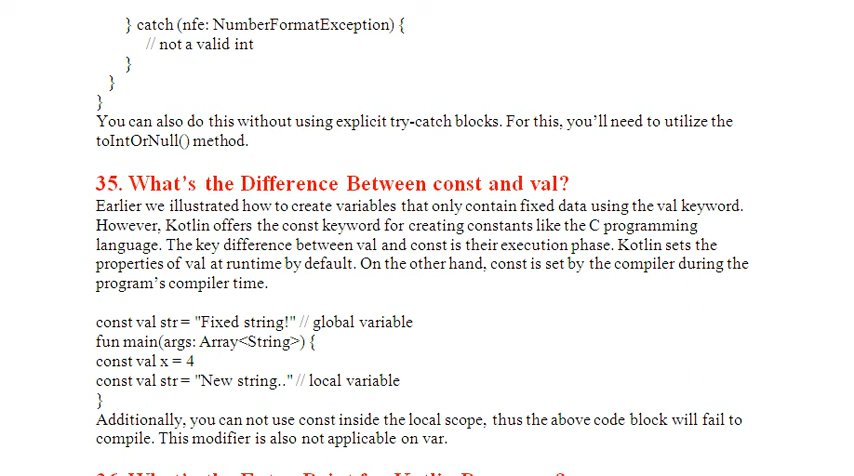 } catch (nfe: NumberFormatException) {
// not a valid int
}
}
}
You can also do this without using explicit try-catch blocks. For this, you’ll need to utilize the
toIntOrNull() method.
35. What’s the Difference Between const and val?
Earlier we illustrated how to create variables that only contain fixed data using the val keyword.
However, Kotlin offers the const keyword for creating constants like the C programming
language. The key difference between val and const is their execution phase. Kotlin sets the
properties of val at runtime by default. On the other hand, const is set by the compiler during the
program’s compiler time.
const val str = "Fixed string!" // global variable
fun main(args: Array<String>) {
const val x = 4
const val str = "New string.." // local variable
}
Additionally, you can not use const inside the local scope, thus the above code block will fail to
compile. This modifier is also not applicable on var.